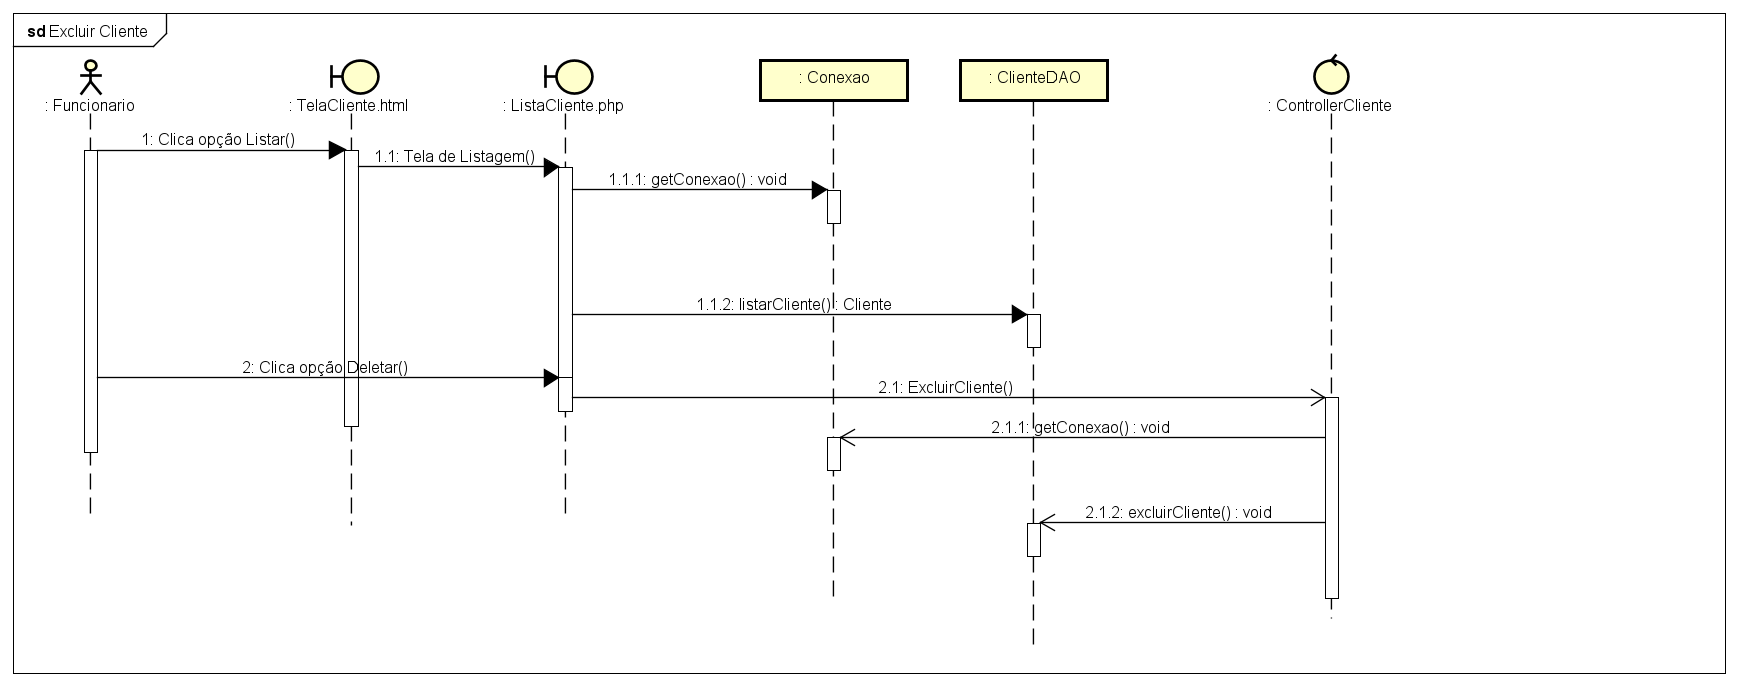 sd Excluir Cliente
: Funcionario
: TelaCliente.html
: ListaCliente.php
: Conexao
: ClienteDAO
: ControllerCliente
1: Clica opção Listar()
1.1: Tela de Listagem()
1.1.1: getConexao() : void
1.1.2: listarCliente() : Cliente
2: Clica opção Deletar()
2.1: ExcluirCliente()
2.1.1: getConexao() : void
2.1.2: excluirCliente() : void